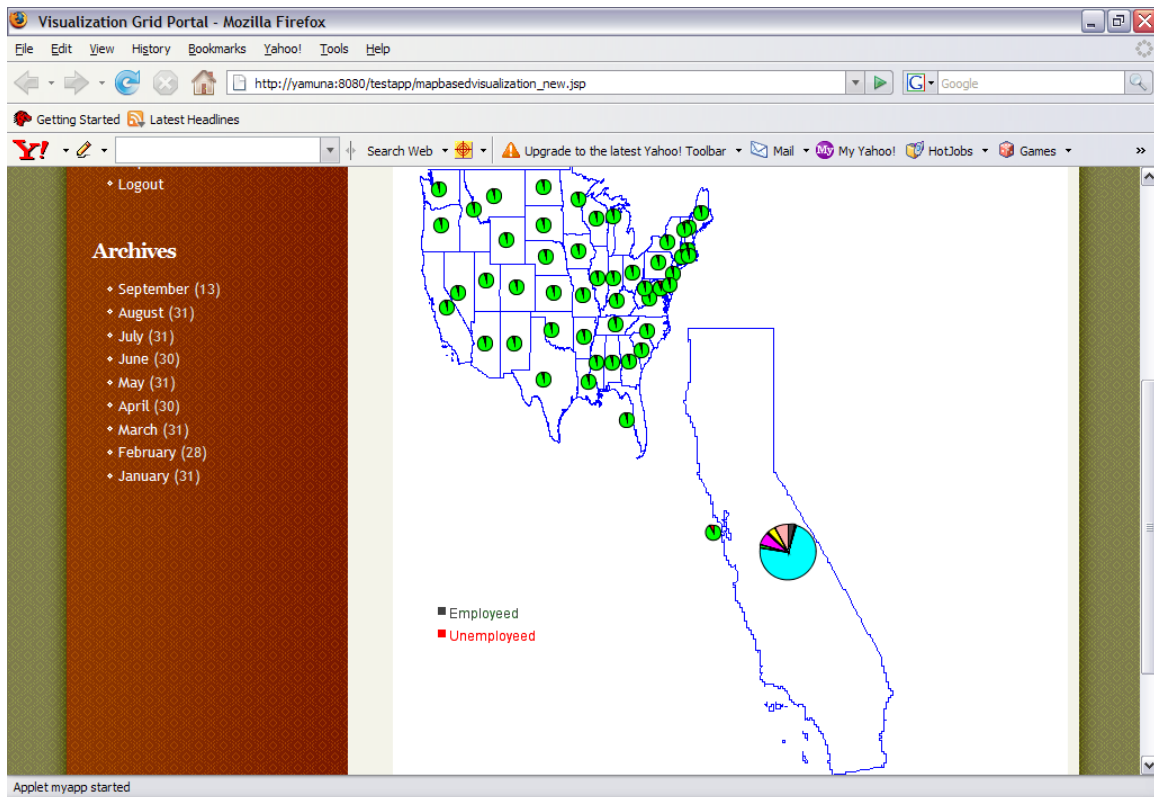 Visualization Grid Portal - Mozilla Firefox
File Edit View History Bookmarks Yahoo! Tools Help
http://yamuna:8080/testapp/mapbasedvisualization_new.jsp
G Google
Getting Started Latest Headlines
Y! Search Web Upgrade to the latest Yahoo! Toolbar Mail My My Yahoo! HotJobs Games »
Logout
Archives
September (13)
August (31)
July (31)
June (30)
May (31)
April (30)
March (31)
February (28)
January (31)
Employeed
Unemployeed
Applet myapp started